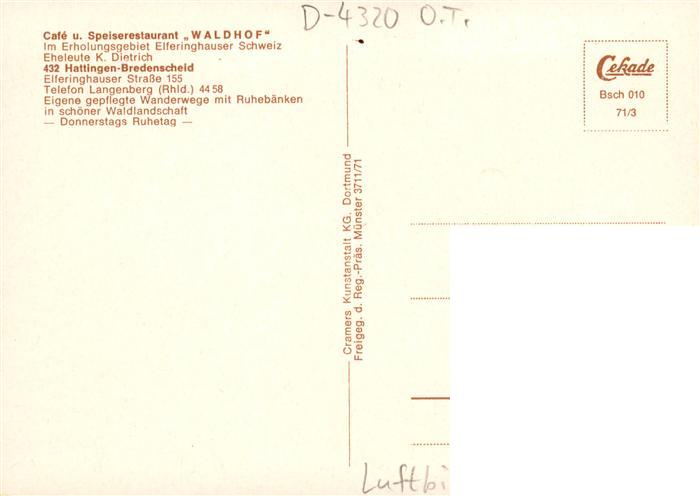 D-4320 O.T.
Café u. Speiserestaurant „WALDHOF"
Im Erholungsgebiet Elferinghauser Schweiz
Eheleute K. Dietrich
432 Hattingen-Bredenscheid
Elferinghauser Straße 155
Telefon Langenberg (Rhld.) 44 58
Eigene gepflegte Wanderwege mit Ruhebänken
in schöner Waldlandschaft
— Donnerstags Ruhetag —
Cekade
Bsch 010
71/3
Cramers Kunstanstalt KG. Dortmund
Freigeg. d. Reg.-Präs. Münster 3711/71
Luftbi